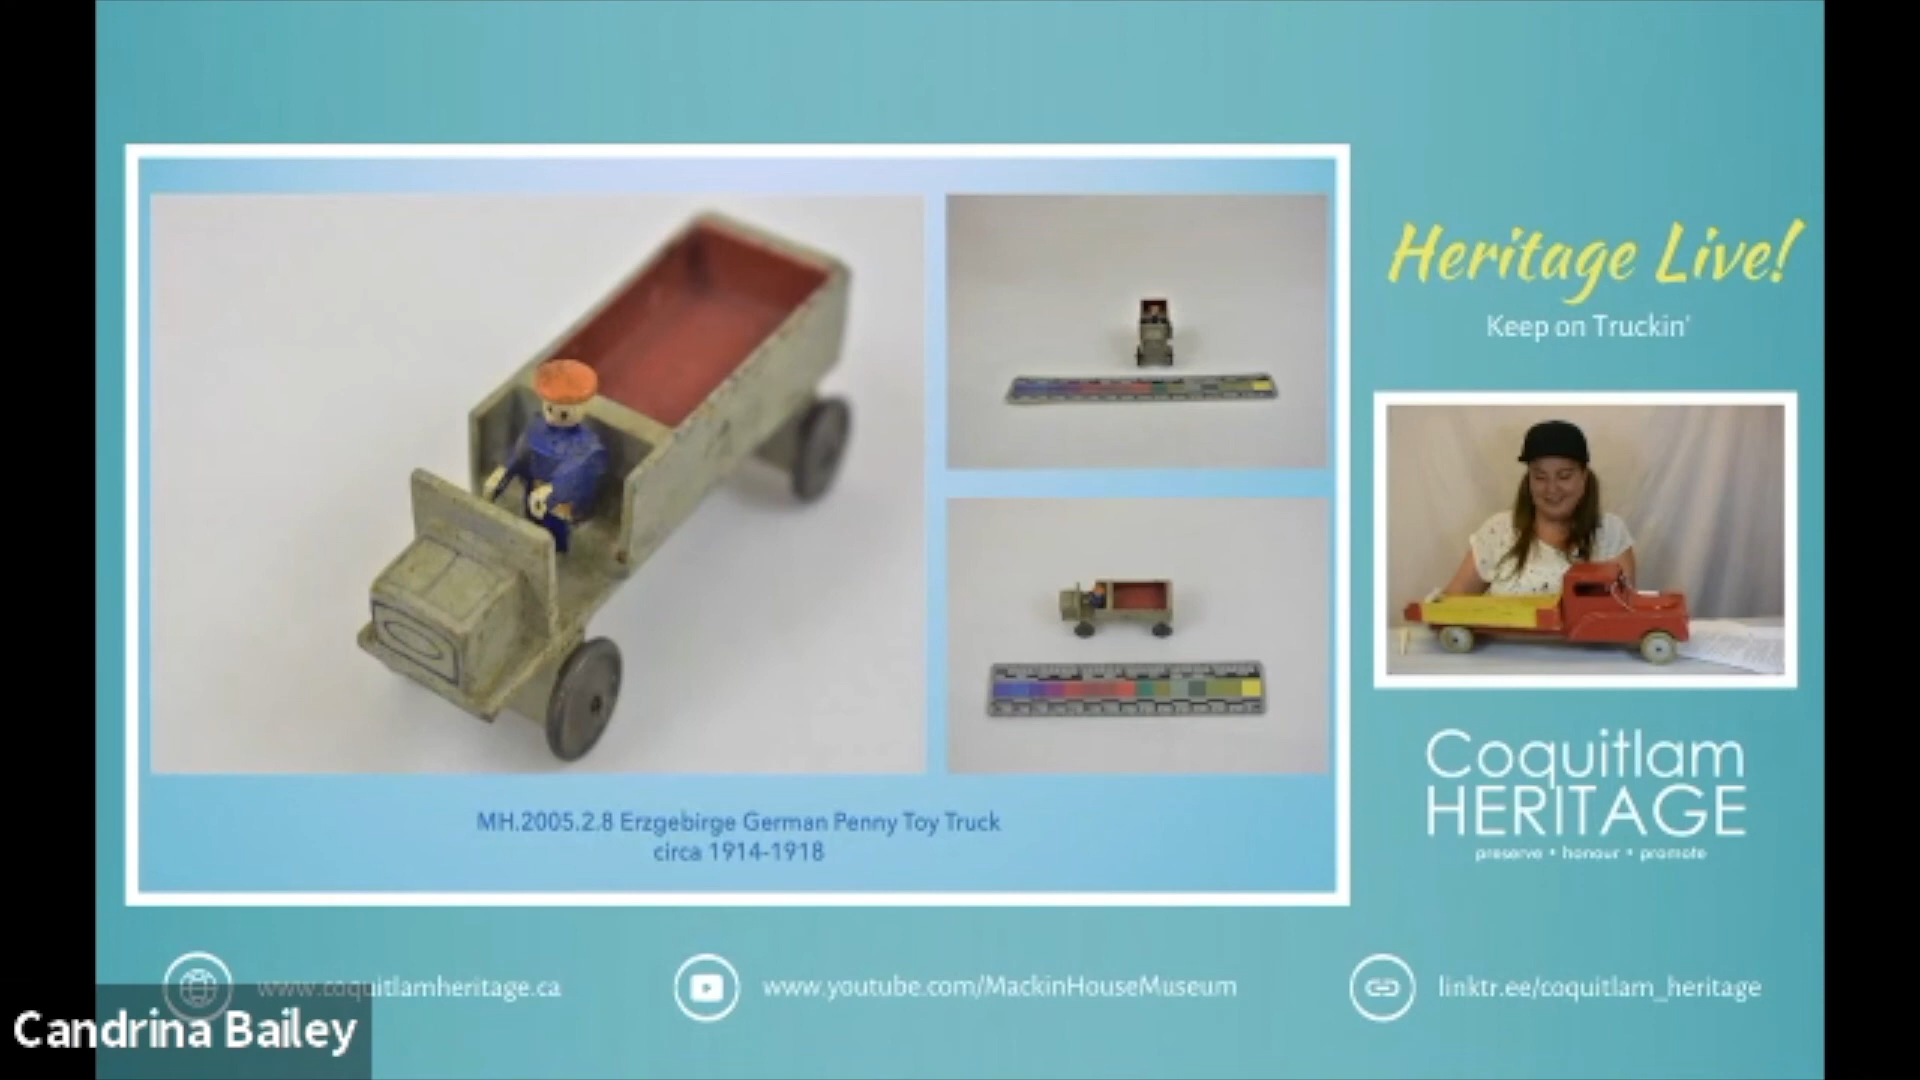 Heritage Live!
Keep on Truckin'
MH.2005.2.8 Erzgebirge German Penny Toy Truck
circa 1914-1918
Coquitlam
HERITAGE
preserve • honour • promote
www.coquitlamheritage.ca
www.youtube.com/MackinHouseMuseum
linktr.ee/coquitlam_heritage
Candrina Bailey